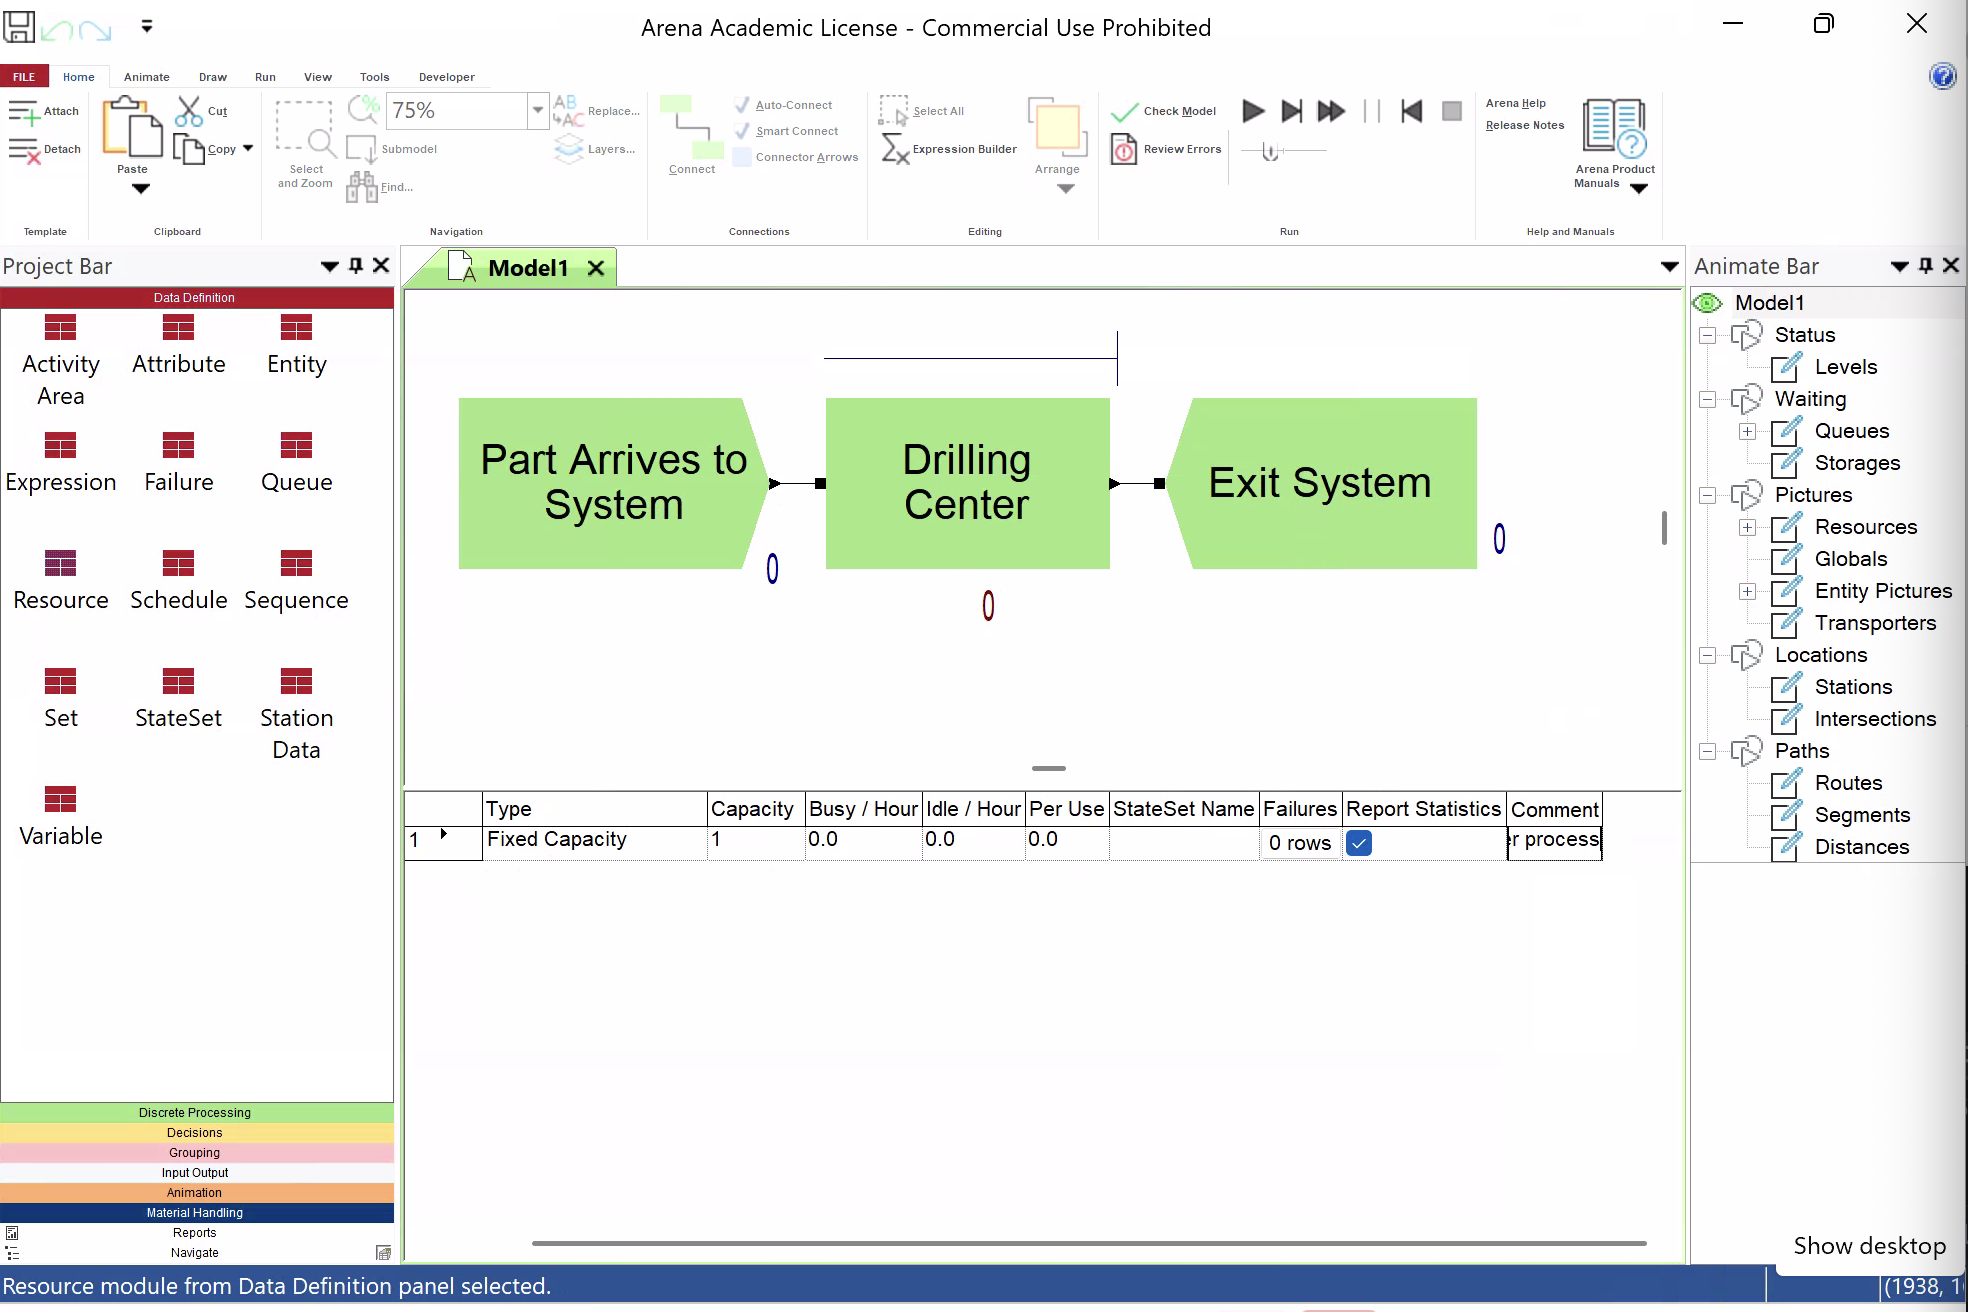 Arena Academic License - Commercial Use Prohibited
FILE Home Animate Draw Run View Tools Developer
Attach
Detach
Template
Paste
Cut
Copy
Clipboard
Select
and Zoom
75%
Submodel
Find...
Replace...
Layers...
Navigation
Connect
Auto-Connect
Smart Connect
Connector Arrows
Connections
Select All
Expression Builder
Arrange
Editing
Check Model
Review Errors
Run
Arena Help
Release Notes
Arena Product
Manuals
Help and Manuals
Project Bar
Data Definition
Activity
Area
Attribute
Entity
Expression
Failure
Queue
Resource
Schedule
Sequence
Set
StateSet
Station
Data
Variable
Discrete Processing
Decisions
Grouping
Input Output
Animation
Material Handling
Reports
Navigate
Model1
Part Arrives to
System
0
Drilling
Center
0
Exit System
0
Type Capacity Busy / Hour Idle / Hour Per Use StateSet Name Failures Report Statistics Comment
1 Fixed Capacity 1 0.0 0.0 0.0 0 rows r process
Animate Bar
Model1
Status
Levels
Waiting
Queues
Storages
Pictures
Resources
Globals
Entity Pictures
Transporters
Locations
Stations
Intersections
Paths
Routes
Segments
Distances
Show desktop
Resource module from Data Definition panel selected.
(1938, 1